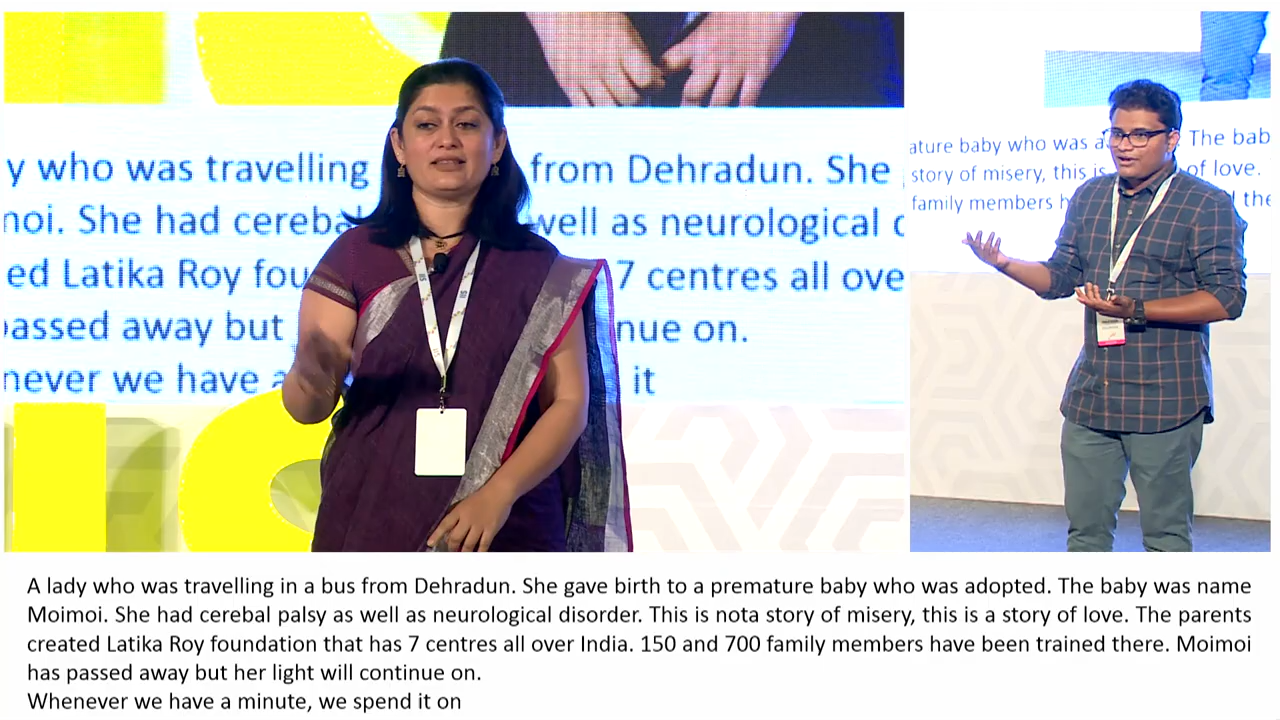 y who was travelling from Dehradun. She
noi. She had cereba well as neurological
ed Latika Roy fou 7 centres all ove
passed away but nue on.
never we have a it
ature baby who was a The bab
story of misery, this is of love.
family members h the
A lady who was travelling in a bus from Dehradun. She gave birth to a premature baby who was adopted. The baby was name
Moimoi. She had cerebal palsy as well as neurological disorder. This is nota story of misery, this is a story of love. The parents
created Latika Roy foundation that has 7 centres all over India. 150 and 700 family members have been trained there. Moimoi
has passed away but her light will continue on.
Whenever we have a minute, we spend it on